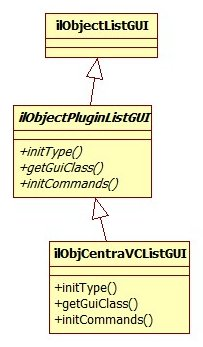 ilObjectListGUI
ilObjectPluginListGUI
+initType()
+getGuiClass()
+initCommands()
ilObjCentraVCListGUI
+initType()
+getGuiClass()
+initCommands()